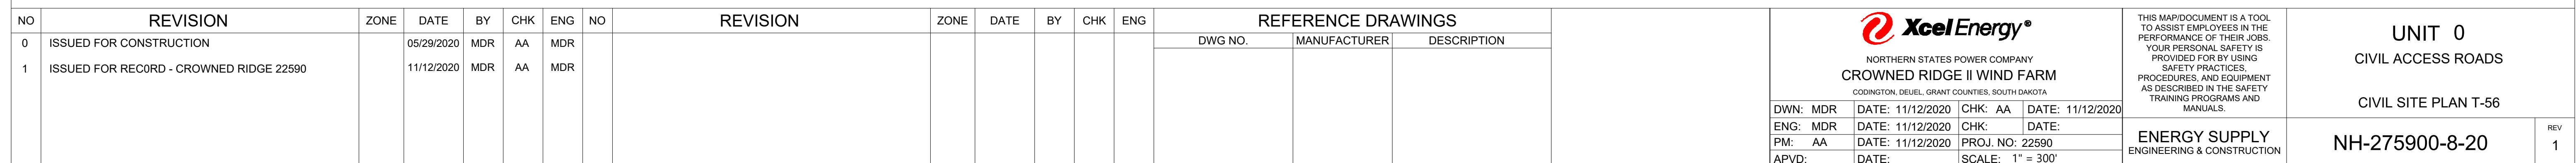 NO REVISION ZONE DATE BY CHK ENG NO REVISION ZONE DATE BY CHK ENG REFERENCE DRAWINGS
DWG NO. MANUFACTURER DESCRIPTION
0 ISSUED FOR CONSTRUCTION 05/29/2020 MDR AA MDR
1 ISSUED FOR REC0RD - CROWNED RIDGE 22590 11/12/2020 MDR AA MDR
Xcel Energy®
NORTHERN STATES POWER COMPANY
CROWNED RIDGE ll WIND FARM
CODINGTON, DEUEL, GRANT COUNTIES, SOUTH DAKOTA
DWN: MDR DATE: 11/12/2020 CHK: AA DATE: 11/12/2020
ENG: MDR DATE: 11/12/2020 CHK: DATE:
PM: AA DATE: 11/12/2020 PROJ. NO: 22590
APVD: DATE: SCALE: 1" = 300'
THIS MAP/DOCUMENT IS A TOOL
TO ASSIST EMPLOYEES IN THE
PERFORMANCE OF THEIR JOBS.
YOUR PERSONAL SAFETY IS
PROVIDED FOR BY USING
SAFETY PRACTICES,
PROCEDURES, AND EQUIPMENT
AS DESCRIBED IN THE SAFETY
TRAINING PROGRAMS AND
MANUALS.
ENERGY SUPPLY
ENGINEERING & CONSTRUCTION
UNIT 0
CIVIL ACCESS ROADS
CIVIL SITE PLAN T-56
NH-275900-8-20
REV
1